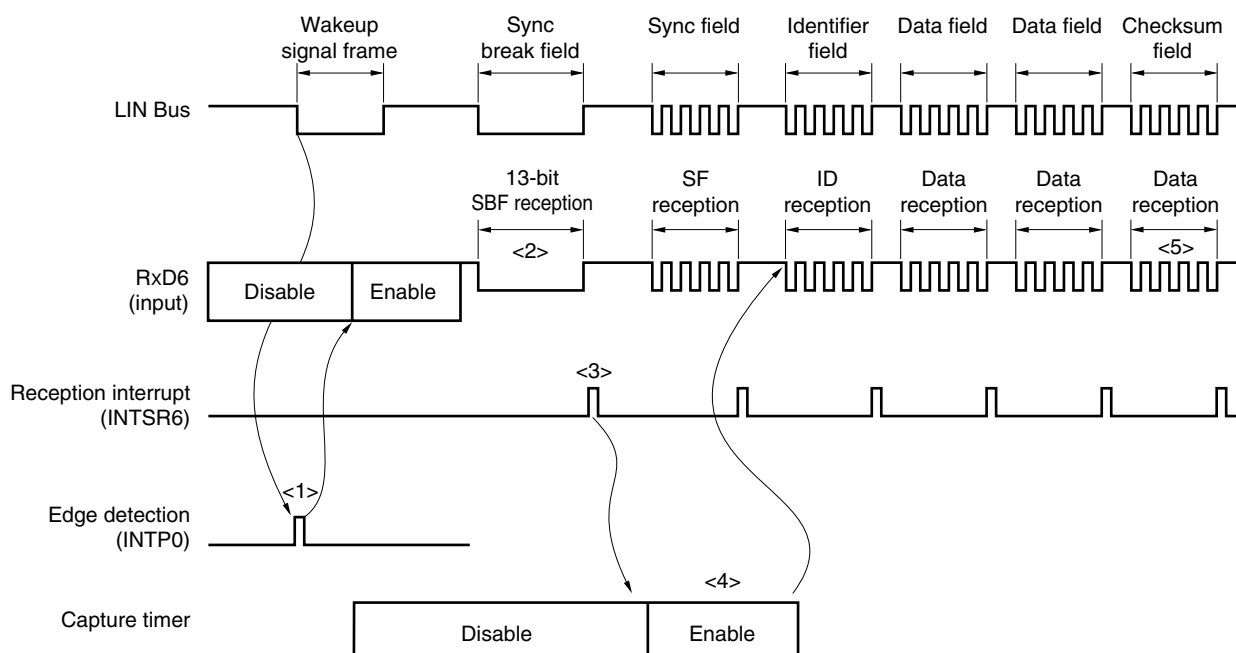 Wakeup
signal frame
Sync
break field
Sync field
Identifier
field
Data field
Data field
Checksum
field
LIN Bus
13-bit
SBF reception
SF
reception
ID
reception
Data
reception
Data
reception
Data
reception
<2>
<5>
RxD6
(input)
Disable
Enable
Reception interrupt
(INTSR6)
<3>
Edge detection
(INTP0)
<1>
Capture timer
Disable
Enable
<4>